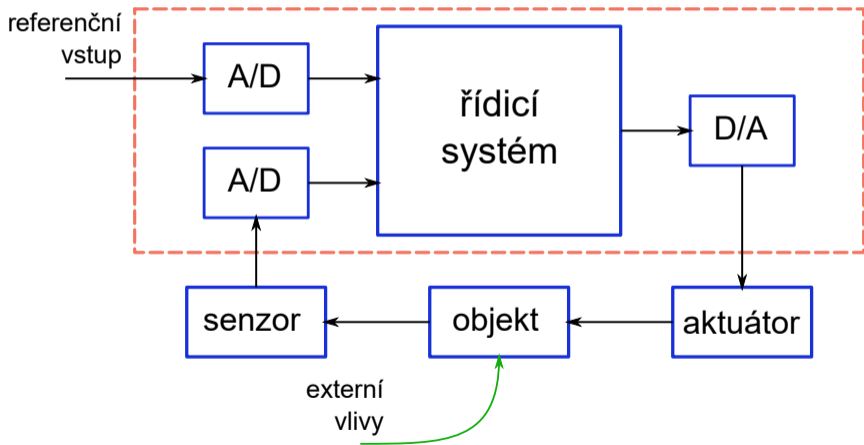 referenční
vstup
A/D
řídicí
systém
D/A
A/D
senzor
objekt
aktuátor
externí
vlivy